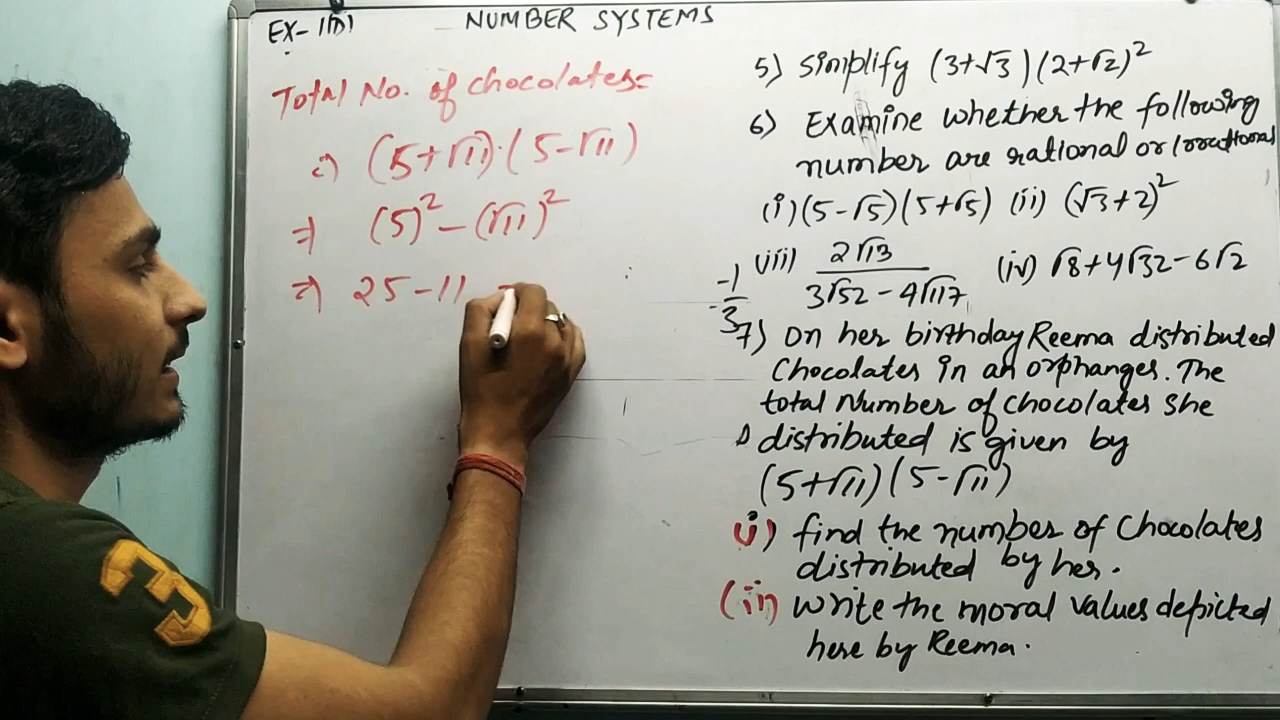 EX- 1(D)
NUMBER SYSTEMS
Total No. of chocolates=
⇒ (5+√11)·(5-√11)
⇒ (5)² - (√11)²
⇒ 25-11 =
5) Simplify (3+√3)(2+√2)²
6) Examine whether the following
number are rational or irrational
(i) (5-√5)(5+√5) (ii) (√3+2)²
(iii) 2√13 / 3√52 - 4√117 (iv) √8+4√32-6√2
-1/3
7) On her birthday Reema distributed
Chocolates in an orphanges. The
total Number of chocolates She
distributed is given by
(5+√11)(5-√11)
(i) find the number of Chocolates
distributed by her.
(ii) write the moral values depicted
here by Reema.
3